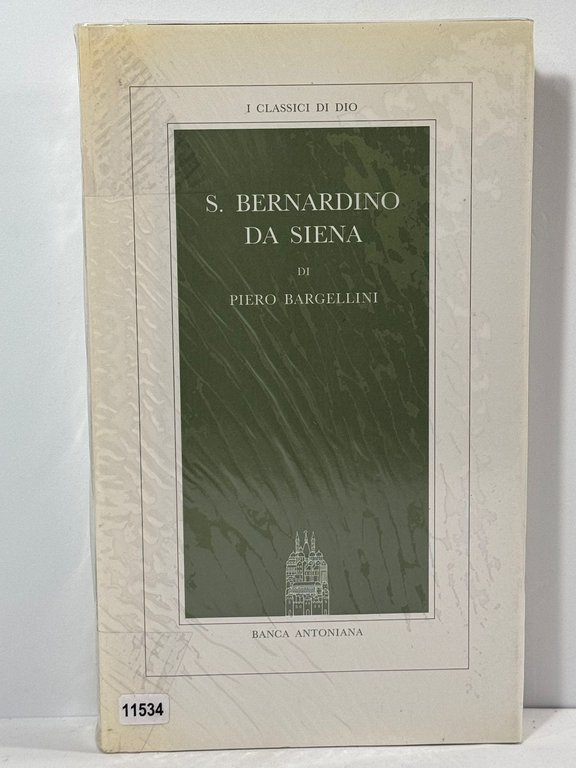 I CLASSICI DI DIO
S. BERNARDINO
DA SIENA
DI
PIERO BARGELLINI
BANCA ANTONIANA
11534